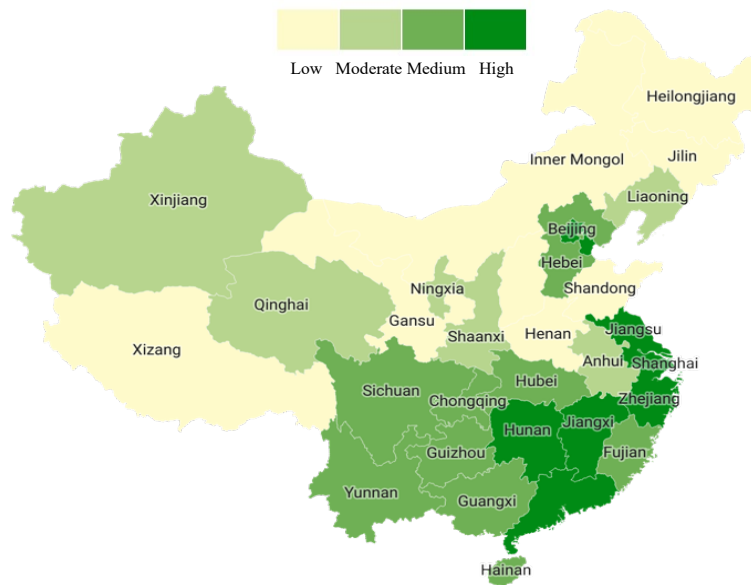 Low Moderate Medium High
Heilongjiang
Jilin
Inner Mongol
Liaoning
Xinjiang
Beijing
Hebei
Ningxia
Shandong
Qinghai
Gansu
Jiangsu
Shaanxi
Henan
Xizang
Anhui
Shanghai
Sichuan
Hubei
Chongqing
Zhejiang
Hunan
Jiangxi
Guizhou
Fujian
Yunnan
Guangxi
Hainan